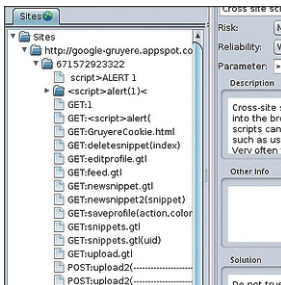 Sites
Sites
http://google-gruyere.appspot.co
671572923322
script>ALERT 1
<script>alert(1)<
GET:1
GET:<script>alert(
GET:GruyereCookie.html
GET:deletesnippet(index)
GET:editprofile.gtl
GET:feed.gtl
GET:newsnippet.gtl
GET:newsnippet2(snippet)
GET:saveprofile(action,color
GET:snippets.gtl
GET:snippets.gtl(uid)
GET:upload.gtl
POST:upload2(--------------
POST:upload2(--------------
Cross site scr
Risk:
Reliability:
Parameter:
Description
Cross-site s
into the bro
scripts can
such as us
Very often
Other Info
Solution
Do not trus